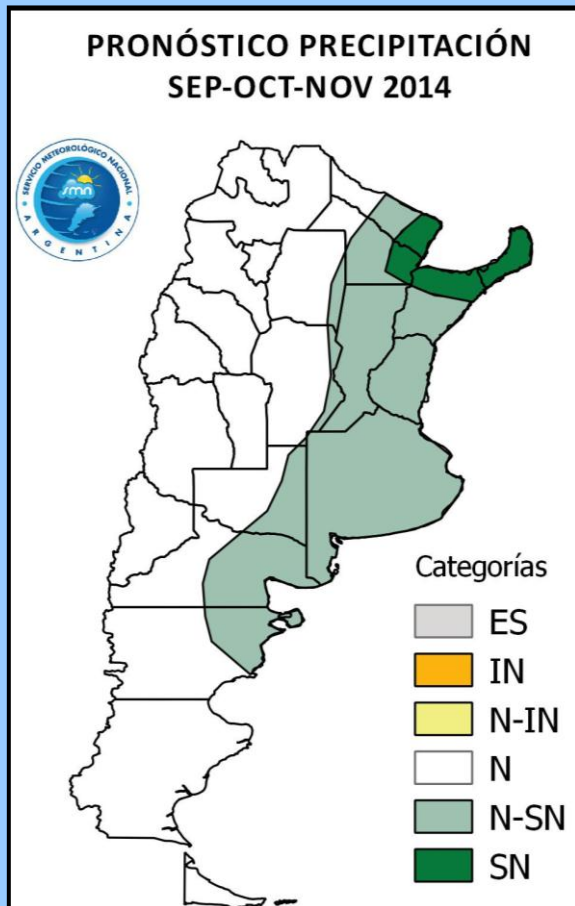 PRONÓSTICO PRECIPITACIÓN
SEP-OCT-NOV 2014
SERVICIO METEOROLÓGICO NACIONAL
smn
ARGENTINA
Categorías
ES
IN
N-IN
N
N-SN
SN